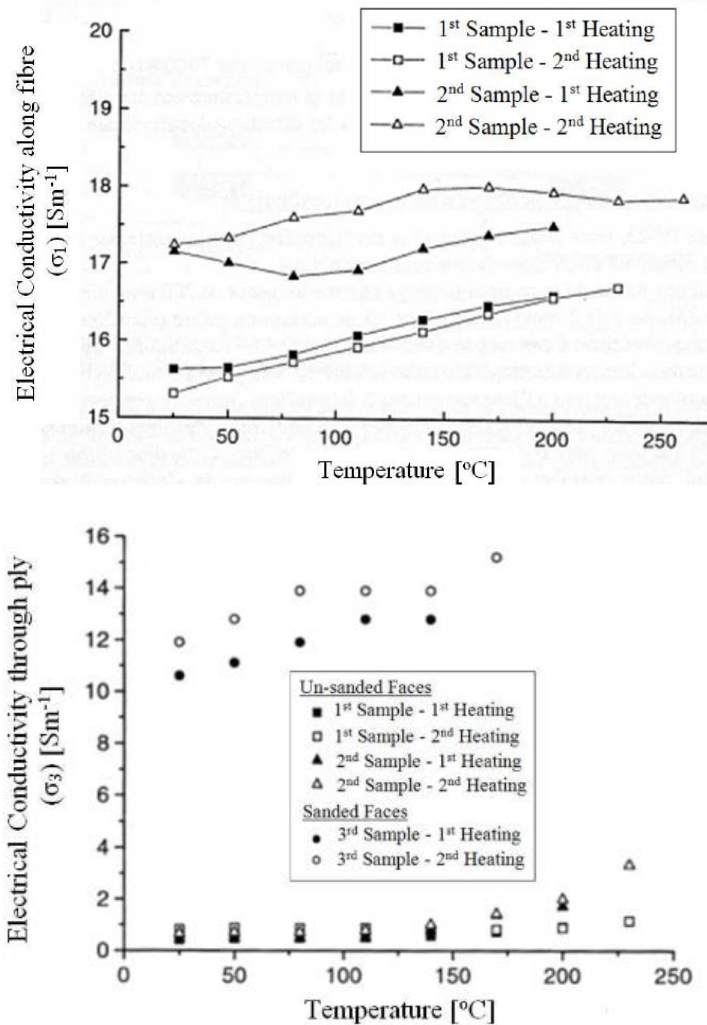 20
19
18
17
16
15
Electrical Conductivity along fibre
(σ₁) [Sm⁻¹]
1ˢᵗ Sample - 1ˢᵗ Heating
1ˢᵗ Sample - 2ⁿᵈ Heating
2ⁿᵈ Sample - 1ˢᵗ Heating
2ⁿᵈ Sample - 2ⁿᵈ Heating
0 50 100 150 200 250
Temperature [ºC]
16
14
12
10
8
6
4
2
0
Electrical Conductivity through ply
(σ₃) [Sm⁻¹]
Un-sanded Faces
1ˢᵗ Sample - 1ˢᵗ Heating
1ˢᵗ Sample - 2ⁿᵈ Heating
2ⁿᵈ Sample - 1ˢᵗ Heating
2ⁿᵈ Sample - 2ⁿᵈ Heating
Sanded Faces
3ʳᵈ Sample - 1ˢᵗ Heating
3ʳᵈ Sample - 2ⁿᵈ Heating
0 50 100 150 200 250
Temperature [ºC]